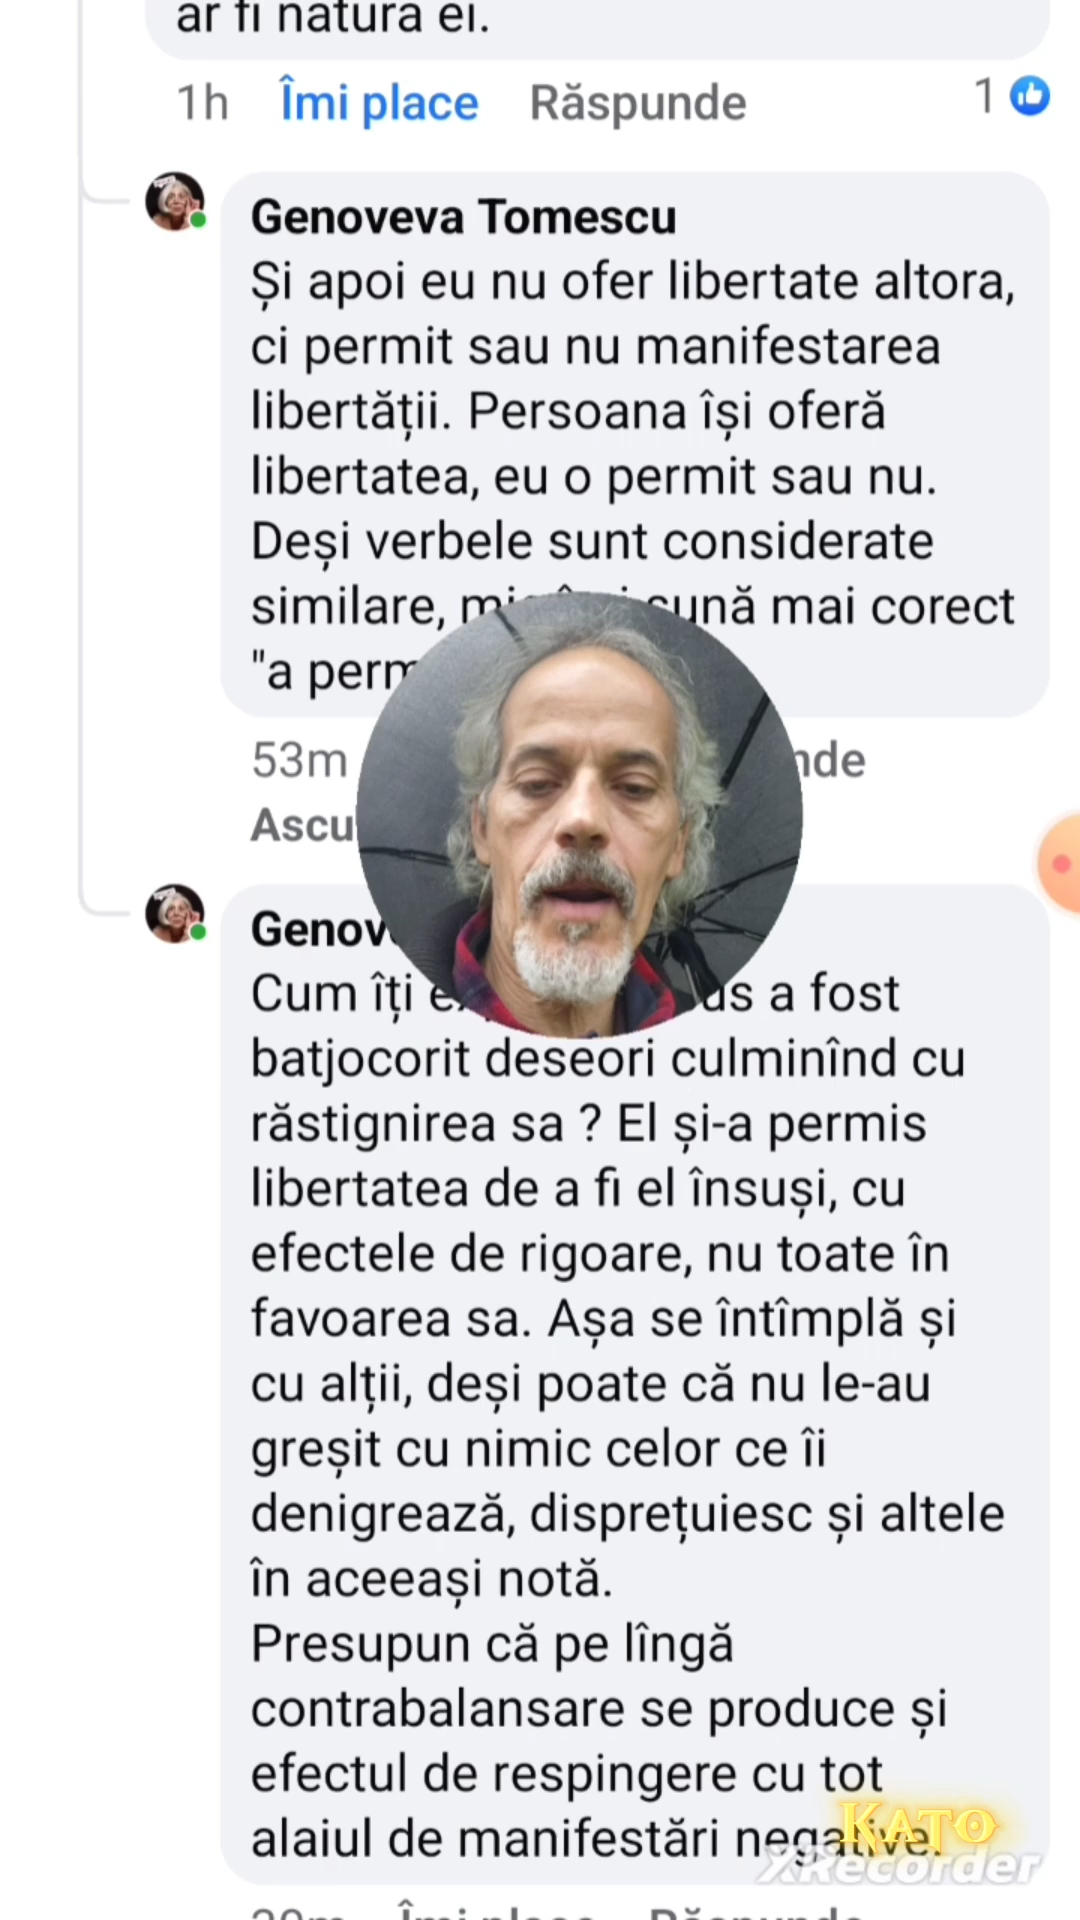 ar fi natura ei.
1h Îmi place Răspunde 1
Genoveva Tomescu
Și apoi eu nu ofer libertate altora,
ci permit sau nu manifestarea
libertății. Persoana își oferă
libertatea, eu o permit sau nu.
Deși verbele sunt considerate
similare, sună mai corect
"a perm
53m
Ascu
Genov
Cum îți a fost
batjocorit deseori culminînd cu
răstignirea sa ? El și-a permis
libertatea de a fi el însuși, cu
efectele de rigoare, nu toate în
favoarea sa. Așa se întîmplă și
cu alții, deși poate că nu le-au
greșit cu nimic celor ce îi
denigrează, disprețuiesc și altele
în aceeași notă.
Presupun că pe lîngă
contrabalansare se produce și
efectul de respingere cu tot
alaiul de manifestări negative.
KATO
XRecorder
Îmi place Răspunde